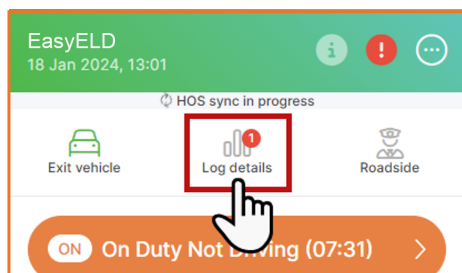 EasyELD
18 Jan 2024, 13:01
HOS sync in progress
1
Exit vehicle
Log details
Roadside
ON On Duty Not Driving (07:31)